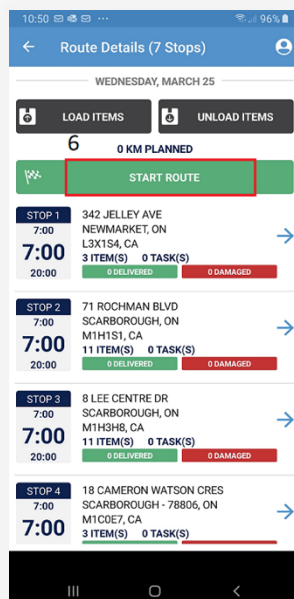 10:50 96%
Route Details (7 Stops)
WEDNESDAY, MARCH 25
LOAD ITEMS UNLOAD ITEMS
6 0 KM PLANNED
START ROUTE
STOP 1 342 JELLEY AVE
7:00 NEWMARKET, ON
7:00 L3X1S4, CA
3 ITEM(S) 0 TASK(S)
20:00 0 DELIVERED 0 DAMAGED
STOP 2 71 ROCHMAN BLVD
7:00 SCARBOROUGH, ON
7:00 M1H1S1, CA
11 ITEM(S) 0 TASK(S)
20:00 0 DELIVERED 0 DAMAGED
STOP 3 8 LEE CENTRE DR
7:00 SCARBOROUGH, ON
7:00 M1H3H8, CA
11 ITEM(S) 0 TASK(S)
20:00 0 DELIVERED 0 DAMAGED
STOP 4 18 CAMERON WATSON CRES
7:00 SCARBOROUGH - 78806, ON
7:00 M1C0E7, CA
3 ITEM(S) 0 TASK(S)